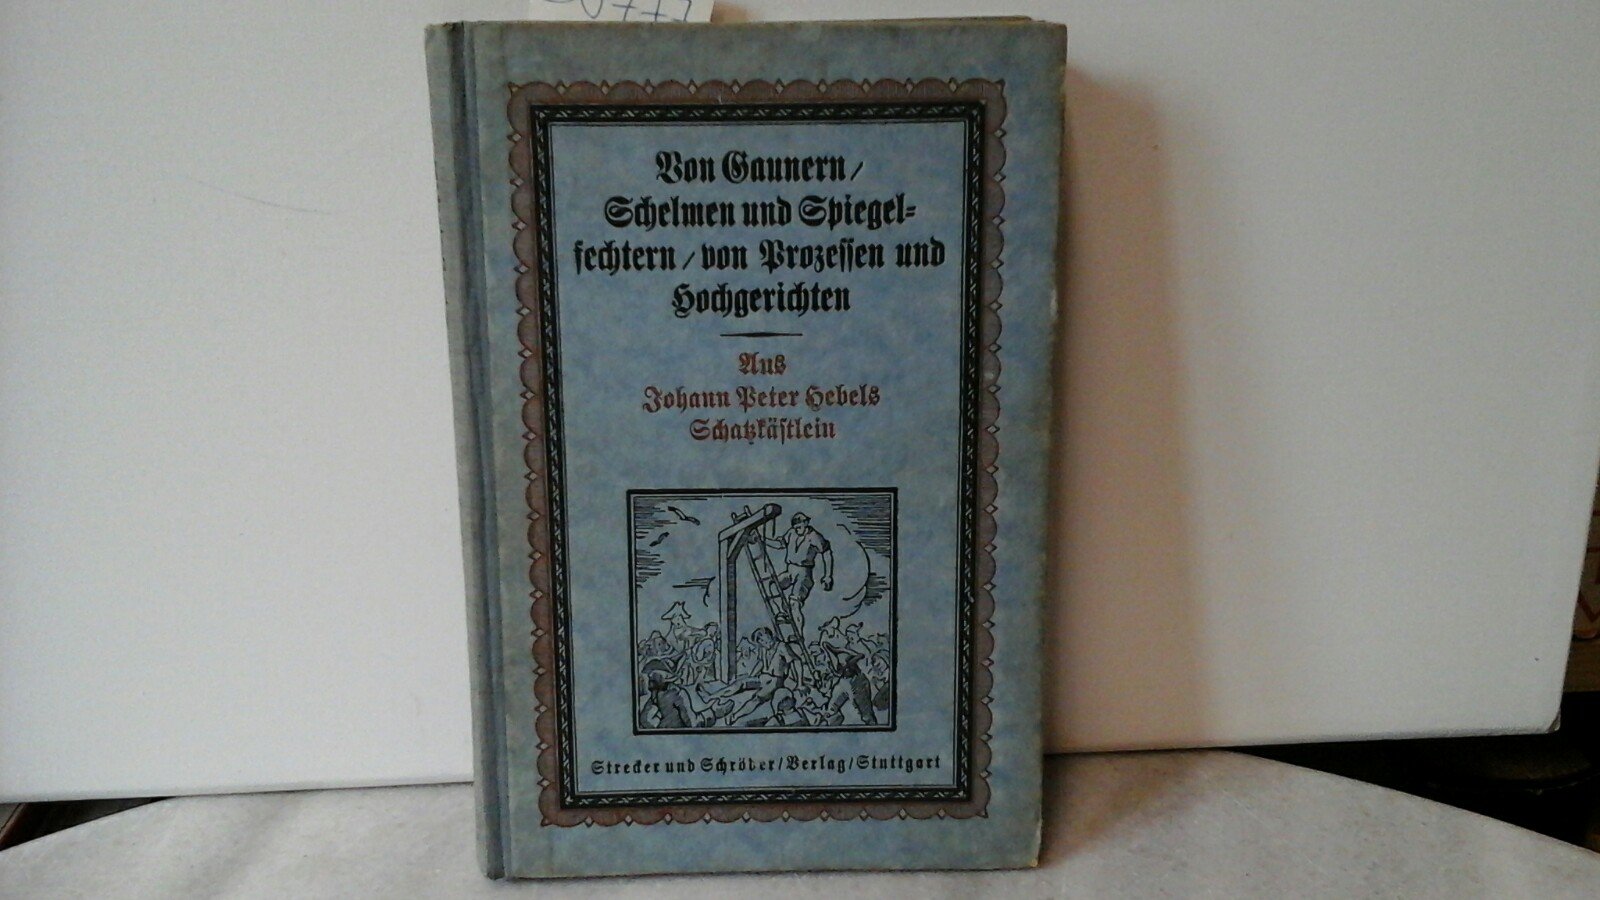 Von Gaunern/
Schelmen und Spiegel=
fechtern/von Prozessen und
Hochgerichten
Aus
Johann Peter Hebels
Schatzkästlein
Strecker und Schröder/Verlag/Stuttgart